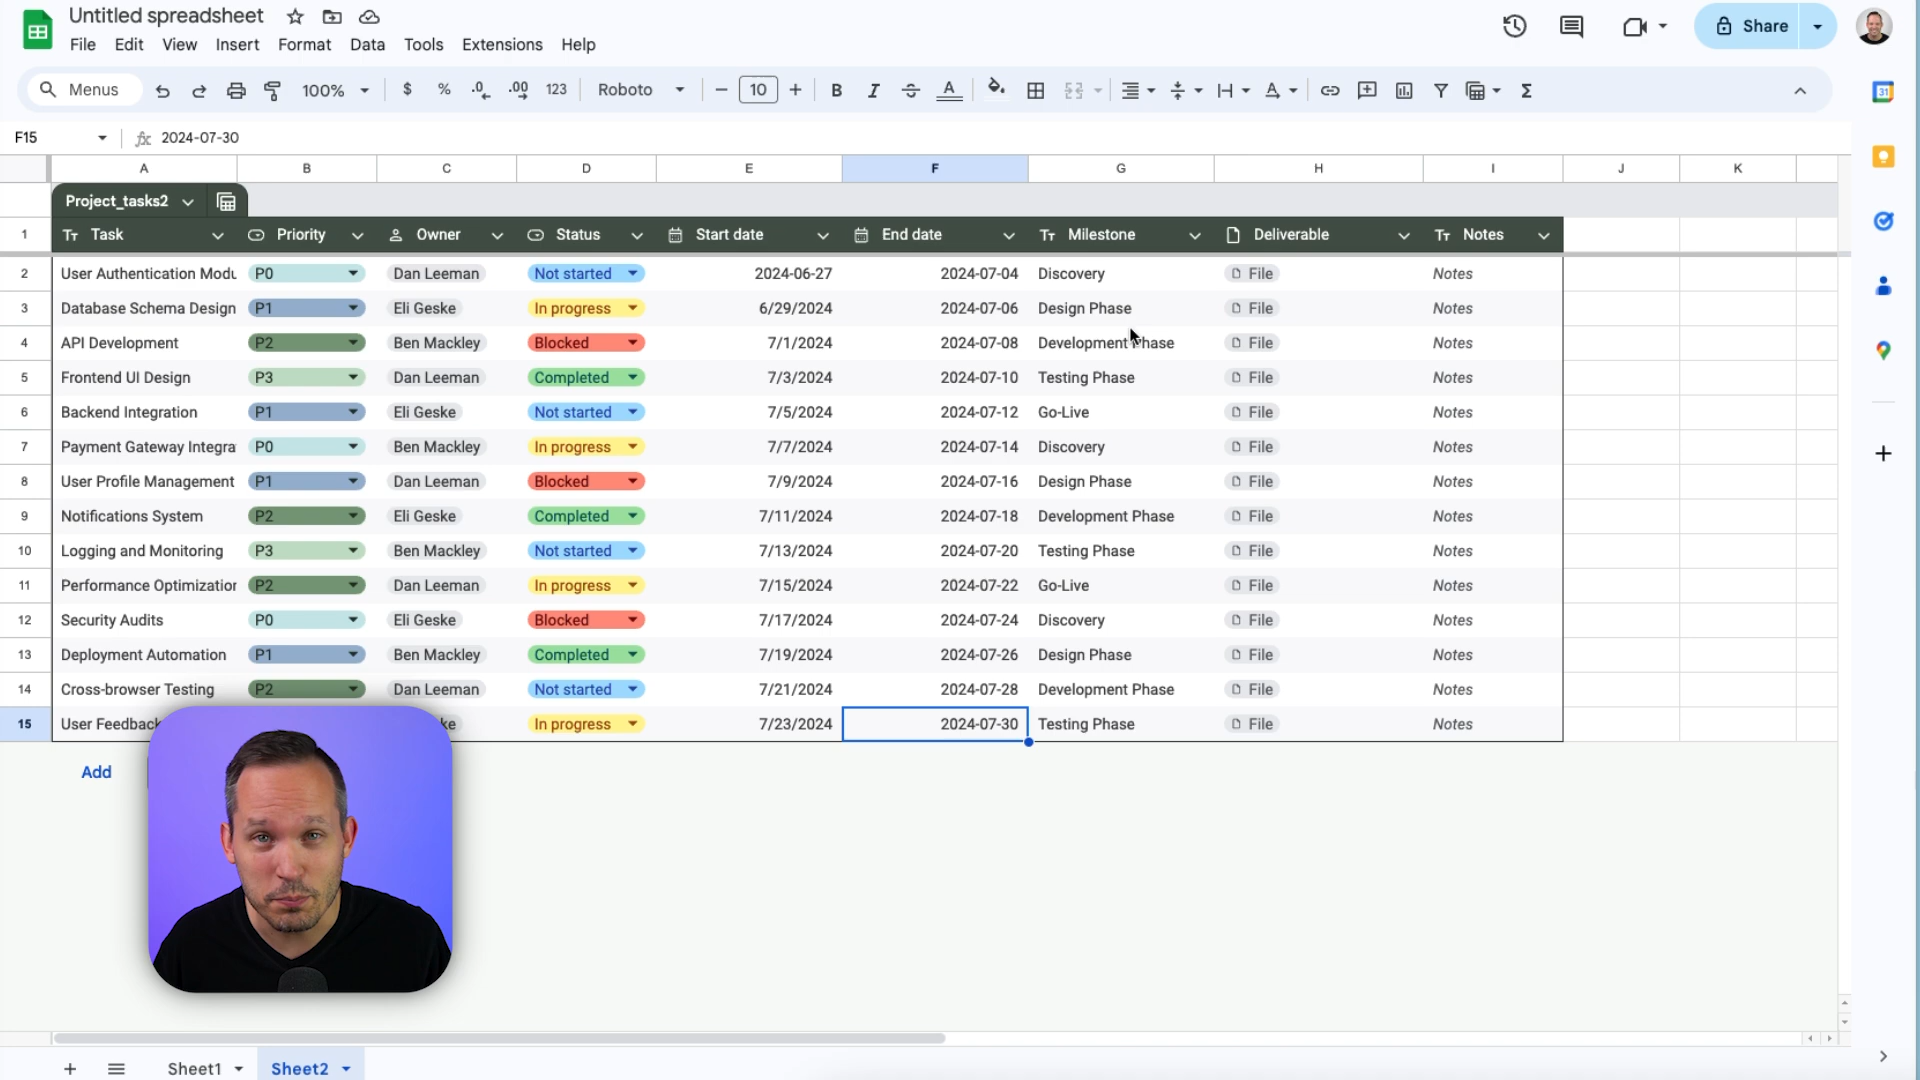 Untitled spreadsheet
File Edit View Insert Format Data Tools Extensions Help
Share
Menus 100% $ % .0 .00 123 Roboto 10 B I A
31
F15 fx 2024-07-30
A B C D E F G H I J K
Project_tasks2
1 Task Priority Owner Status Start date End date Milestone Deliverable Notes
2 User Authentication Modu P0 Dan Leeman Not started 2024-06-27 2024-07-04 Discovery File Notes
3 Database Schema Design P1 Eli Geske In progress 6/29/2024 2024-07-06 Design Phase File Notes
4 API Development P2 Ben Mackley Blocked 7/1/2024 2024-07-08 Development Phase File Notes
5 Frontend UI Design P3 Dan Leeman Completed 7/3/2024 2024-07-10 Testing Phase File Notes
6 Backend Integration P1 Eli Geske Not started 7/5/2024 2024-07-12 Go-Live File Notes
7 Payment Gateway Integra P0 Ben Mackley In progress 7/7/2024 2024-07-14 Discovery File Notes
8 User Profile Management P1 Dan Leeman Blocked 7/9/2024 2024-07-16 Design Phase File Notes
9 Notifications System P2 Eli Geske Completed 7/11/2024 2024-07-18 Development Phase File Notes
10 Logging and Monitoring P3 Ben Mackley Not started 7/13/2024 2024-07-20 Testing Phase File Notes
11 Performance Optimization P2 Dan Leeman In progress 7/15/2024 2024-07-22 Go-Live File Notes
12 Security Audits P0 Eli Geske Blocked 7/17/2024 2024-07-24 Discovery File Notes
13 Deployment Automation P1 Ben Mackley Completed 7/19/2024 2024-07-26 Design Phase File Notes
14 Cross-browser Testing P2 Dan Leeman Not started 7/21/2024 2024-07-28 Development Phase File Notes
15 User Feedback ke In progress 7/23/2024 2024-07-30 Testing Phase File Notes
Add
Sheet1 Sheet2